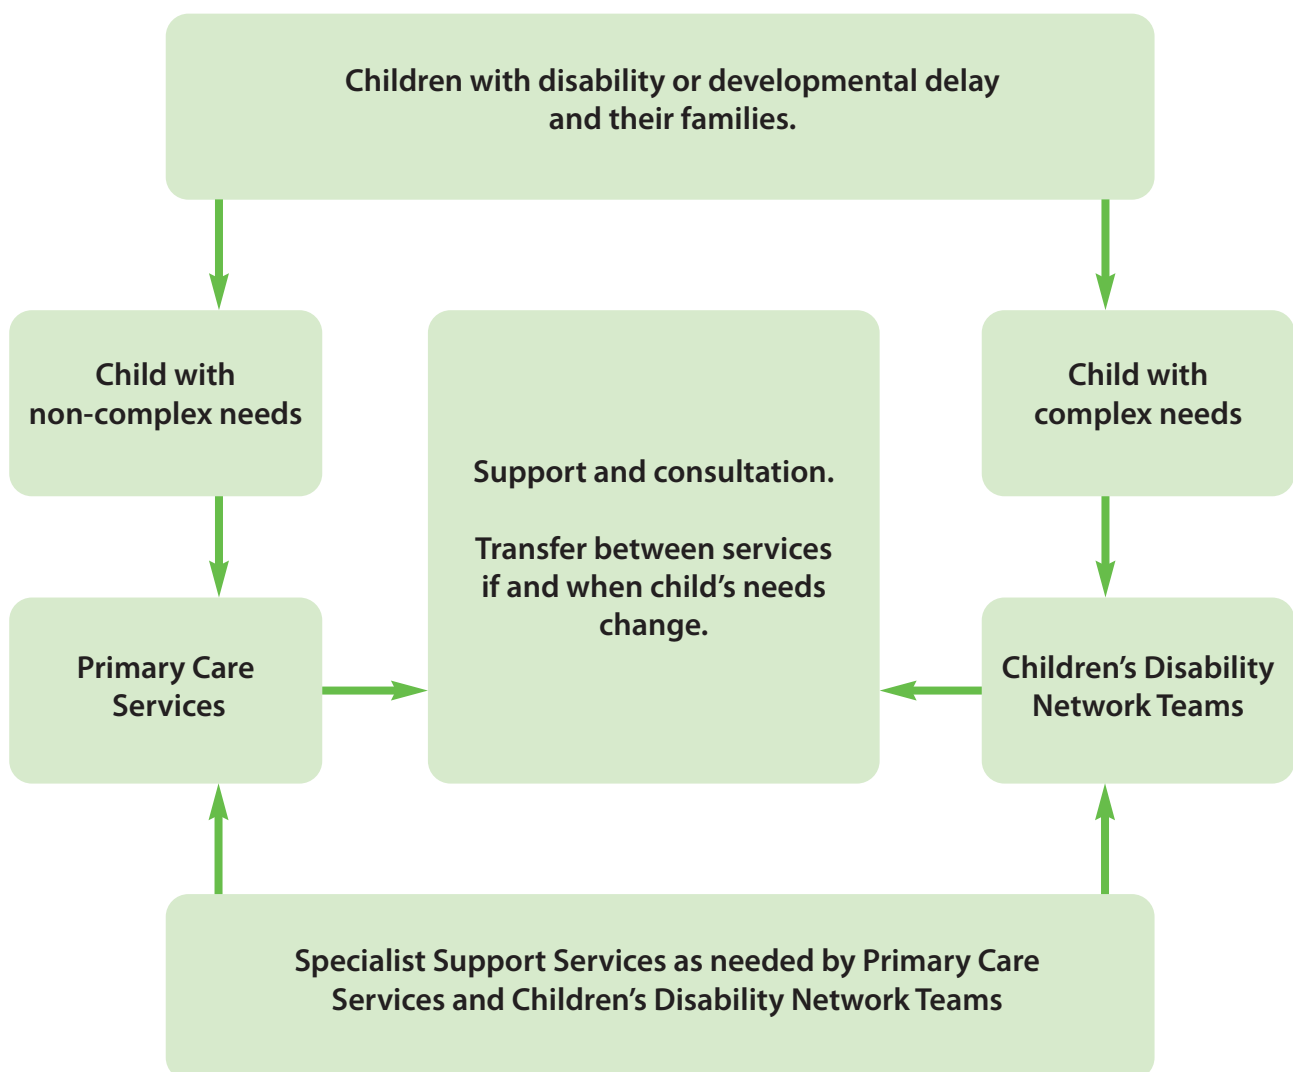 Children with disability or developmental delay
and their families.
Child with
non-complex needs
Support and consultation.
Transfer between services
if and when child’s needs
change.
Child with
complex needs
Primary Care
Services
Children’s Disability
Network Teams
Specialist Support Services as needed by Primary Care
Services and Children’s Disability Network Teams